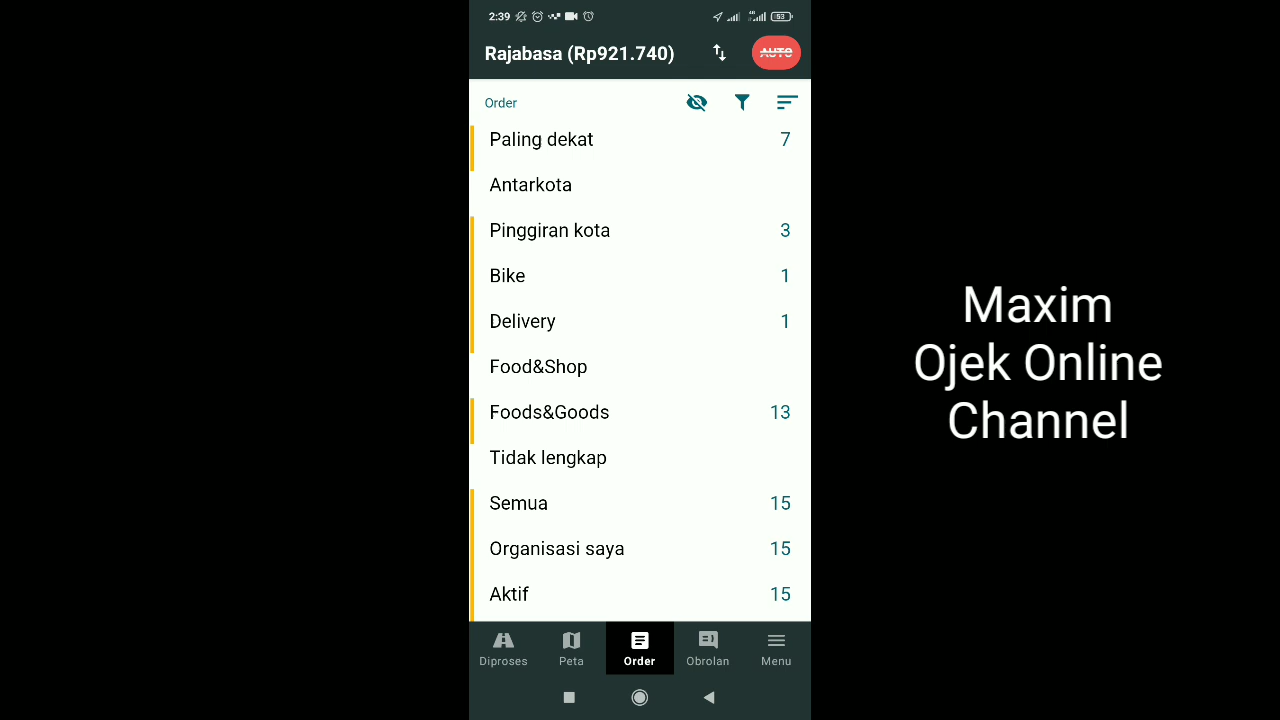 2:39
53
Rajabasa (Rp921.740)
AUTO
Order
Paling dekat 7
Antarkota
Pinggiran kota 3
Bike 1
Delivery 1
Food&Shop
Foods&Goods 13
Tidak lengkap
Semua 15
Organisasi saya 15
Aktif 15
Diproses Peta Order Obrolan Menu
Maxim
Ojek Online
Channel